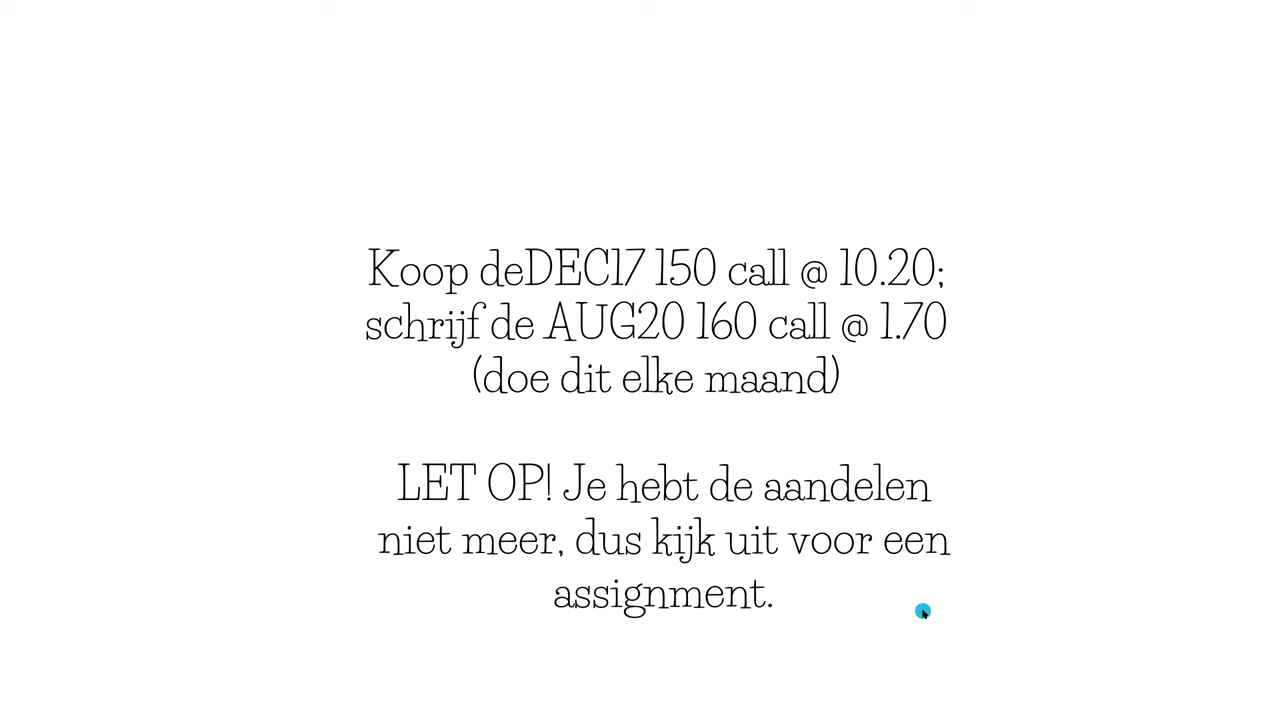 Koop deDEC17 150 call @ 10.20;
schrijf de AUG20 160 call @ 1.70
(doe dit elke maand)
LET OP! Je hebt de aandelen
niet meer, dus kijk uit voor een
assignment.